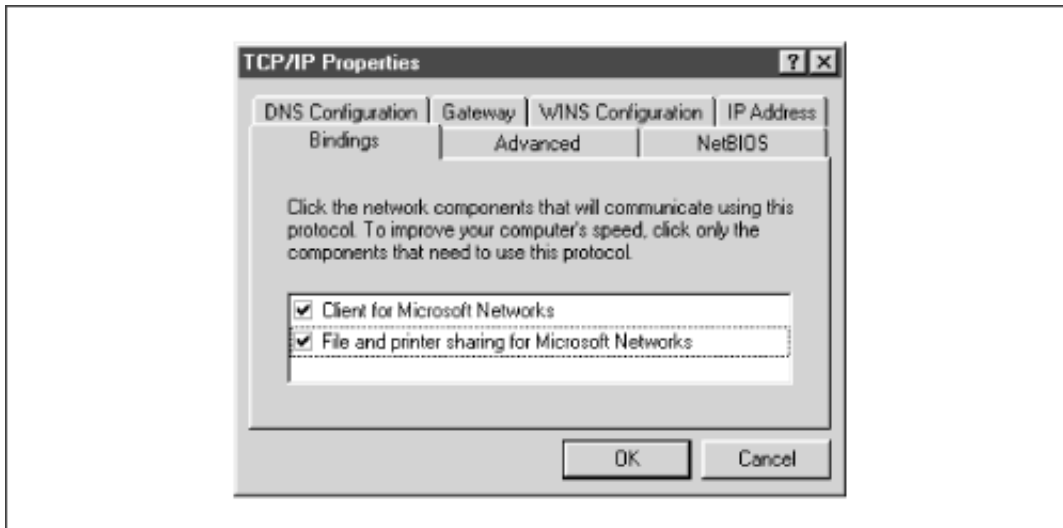 TCP/IP Properties
DNS Configuration Gateway WINS Configuration IP Address
Bindings Advanced NetBIOS
Click the network components that will communicate using this
protocol. To improve your computer's speed, click only the
components that need to use this protocol.
Client for Microsoft Networks
File and printer sharing for Microsoft Networks
OK Cancel